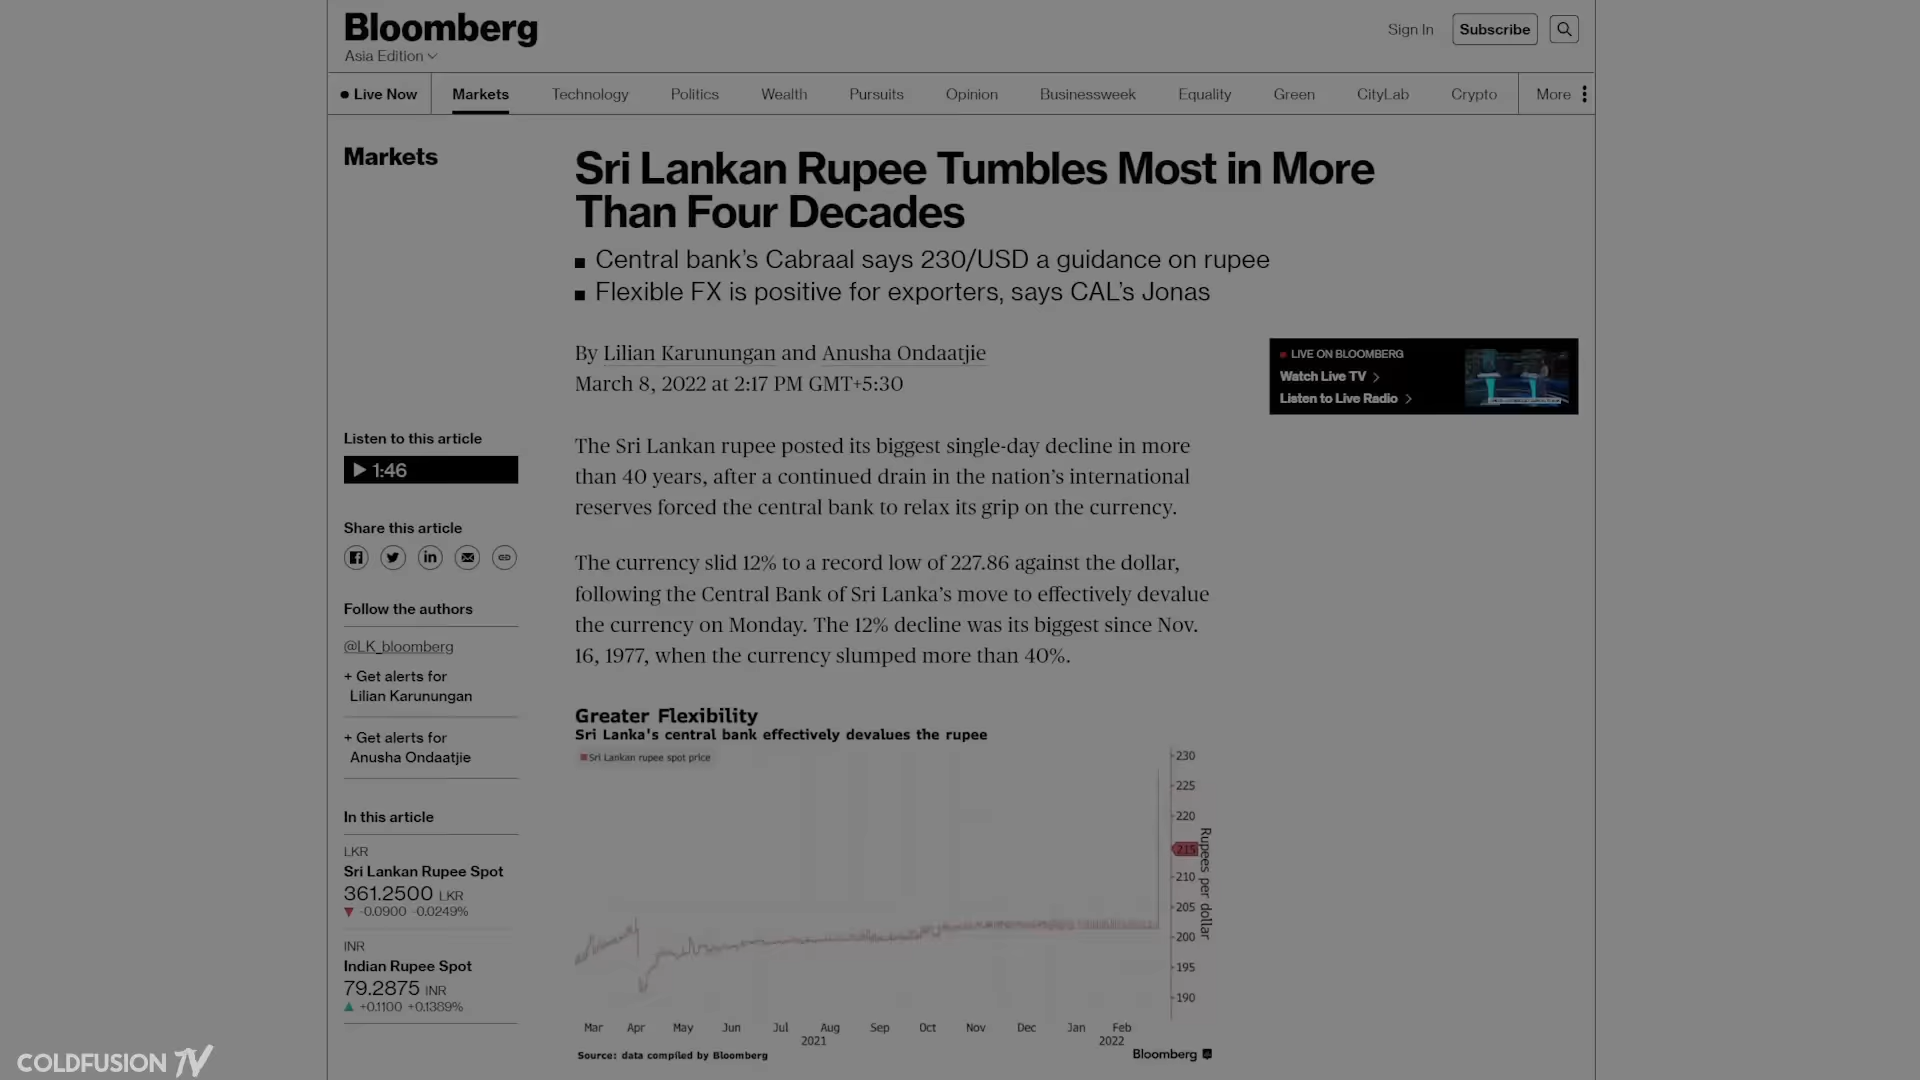 Bloomberg
Asia Edition
Sign In
Subscribe
Live Now
Markets
Technology
Politics
Wealth
Pursuits
Opinion
Businessweek
Equality
Green
CityLab
Crypto
More
Markets
Sri Lankan Rupee Tumbles Most in More
Than Four Decades
Central bank's Cabraal says 230/USD a guidance on rupee
Flexible FX is positive for exporters, says CAL's Jonas
By Lilian Karunungan and Anusha Ondaatjie
March 8, 2022 at 2:17 PM GMT+5:30
LIVE ON BLOOMBERG
Watch Live TV
Listen to Live Radio
Listen to this article
1:46
Share this article
Follow the authors
@LK_bloomberg
+ Get alerts for
Lilian Karunungan
+ Get alerts for
Anusha Ondaatjie
In this article
LKR
Sri Lankan Rupee Spot
361.2500 LKR
▼ -0.0900 -0.0249%
INR
Indian Rupee Spot
79.2875 INR
▲ +0.1100 +0.1389%
The Sri Lankan rupee posted its biggest single-day decline in more
than 40 years, after a continued drain in the nation's international
reserves forced the central bank to relax its grip on the currency.
The currency slid 12% to a record low of 227.86 against the dollar,
following the Central Bank of Sri Lanka's move to effectively devalue
the currency on Monday. The 12% decline was its biggest since Nov.
16, 1977, when the currency slumped more than 40%.
Greater Flexibility
Sri Lanka's central bank effectively devalues the rupee
Sri Lankan rupee spot price
230
225
220
215
210
205
200
195
190
Rupees per dollar
Mar Apr May Jun Jul Aug Sep Oct Nov Dec Jan Feb
2021 2022
Source: data compiled by Bloomberg
Bloomberg
COLDFUSION TV